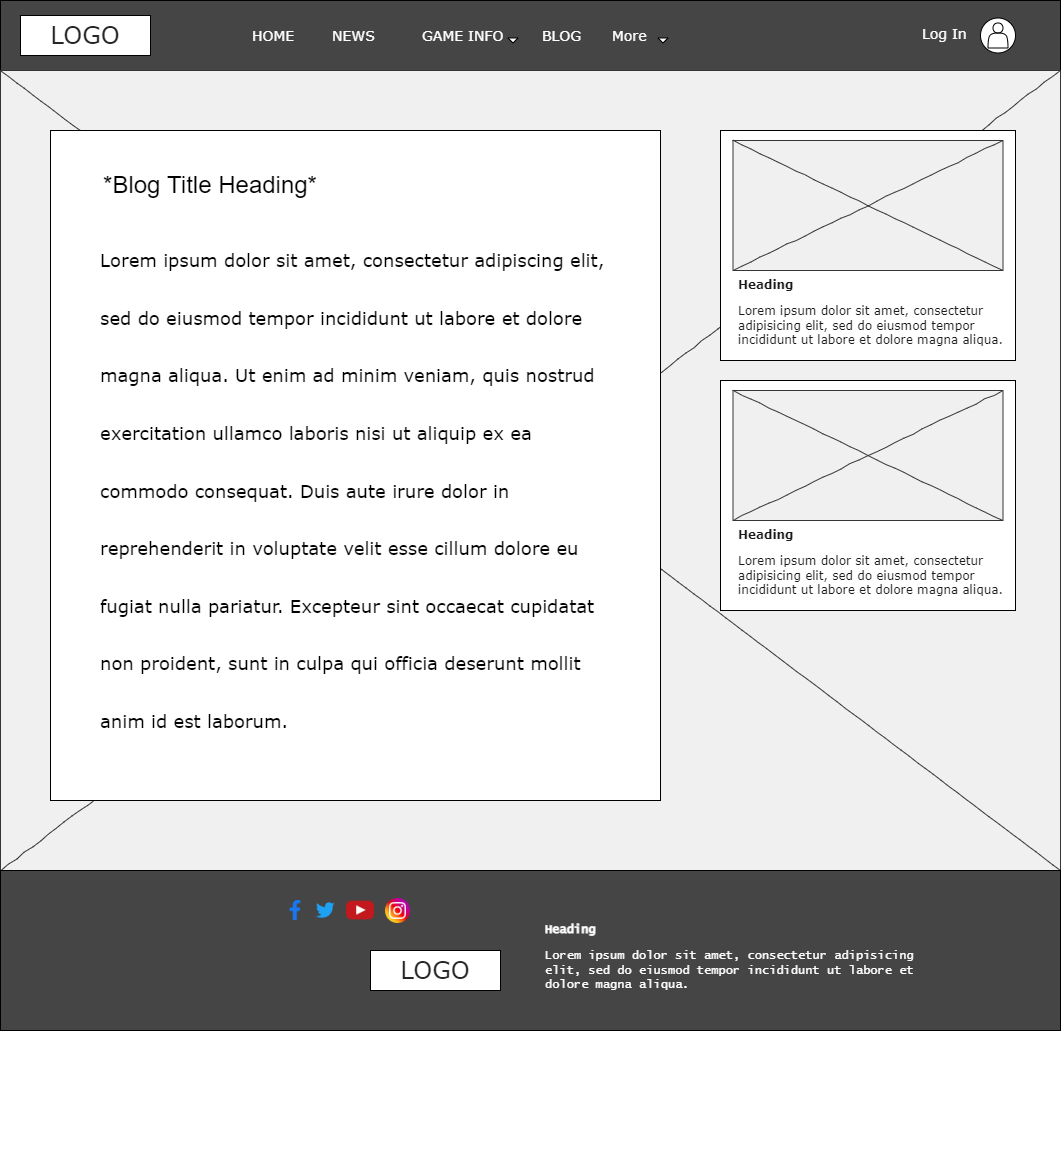 LOGO
HOME NEWS GAME INFO BLOG More Log In
*Blog Title Heading*
Lorem ipsum dolor sit amet, consectetur adipiscing elit,
sed do eiusmod tempor incididunt ut labore et dolore
magna aliqua. Ut enim ad minim veniam, quis nostrud
exercitation ullamco laboris nisi ut aliquip ex ea
commodo consequat. Duis aute irure dolor in
reprehenderit in voluptate velit esse cillum dolore eu
fugiat nulla pariatur. Excepteur sint occaecat cupidatat
non proident, sunt in culpa qui officia deserunt mollit
anim id est laborum.
Heading
Lorem ipsum dolor sit amet, consectetur
adipisicing elit, sed do eiusmod tempor
incididunt ut labore et dolore magna aliqua.
Heading
Lorem ipsum dolor sit amet, consectetur
adipisicing elit, sed do eiusmod tempor
incididunt ut labore et dolore magna aliqua.
LOGO
Heading
Lorem ipsum dolor sit amet, consectetur adipisicing
elit, sed do eiusmod tempor incididunt ut labore et
dolore magna aliqua.